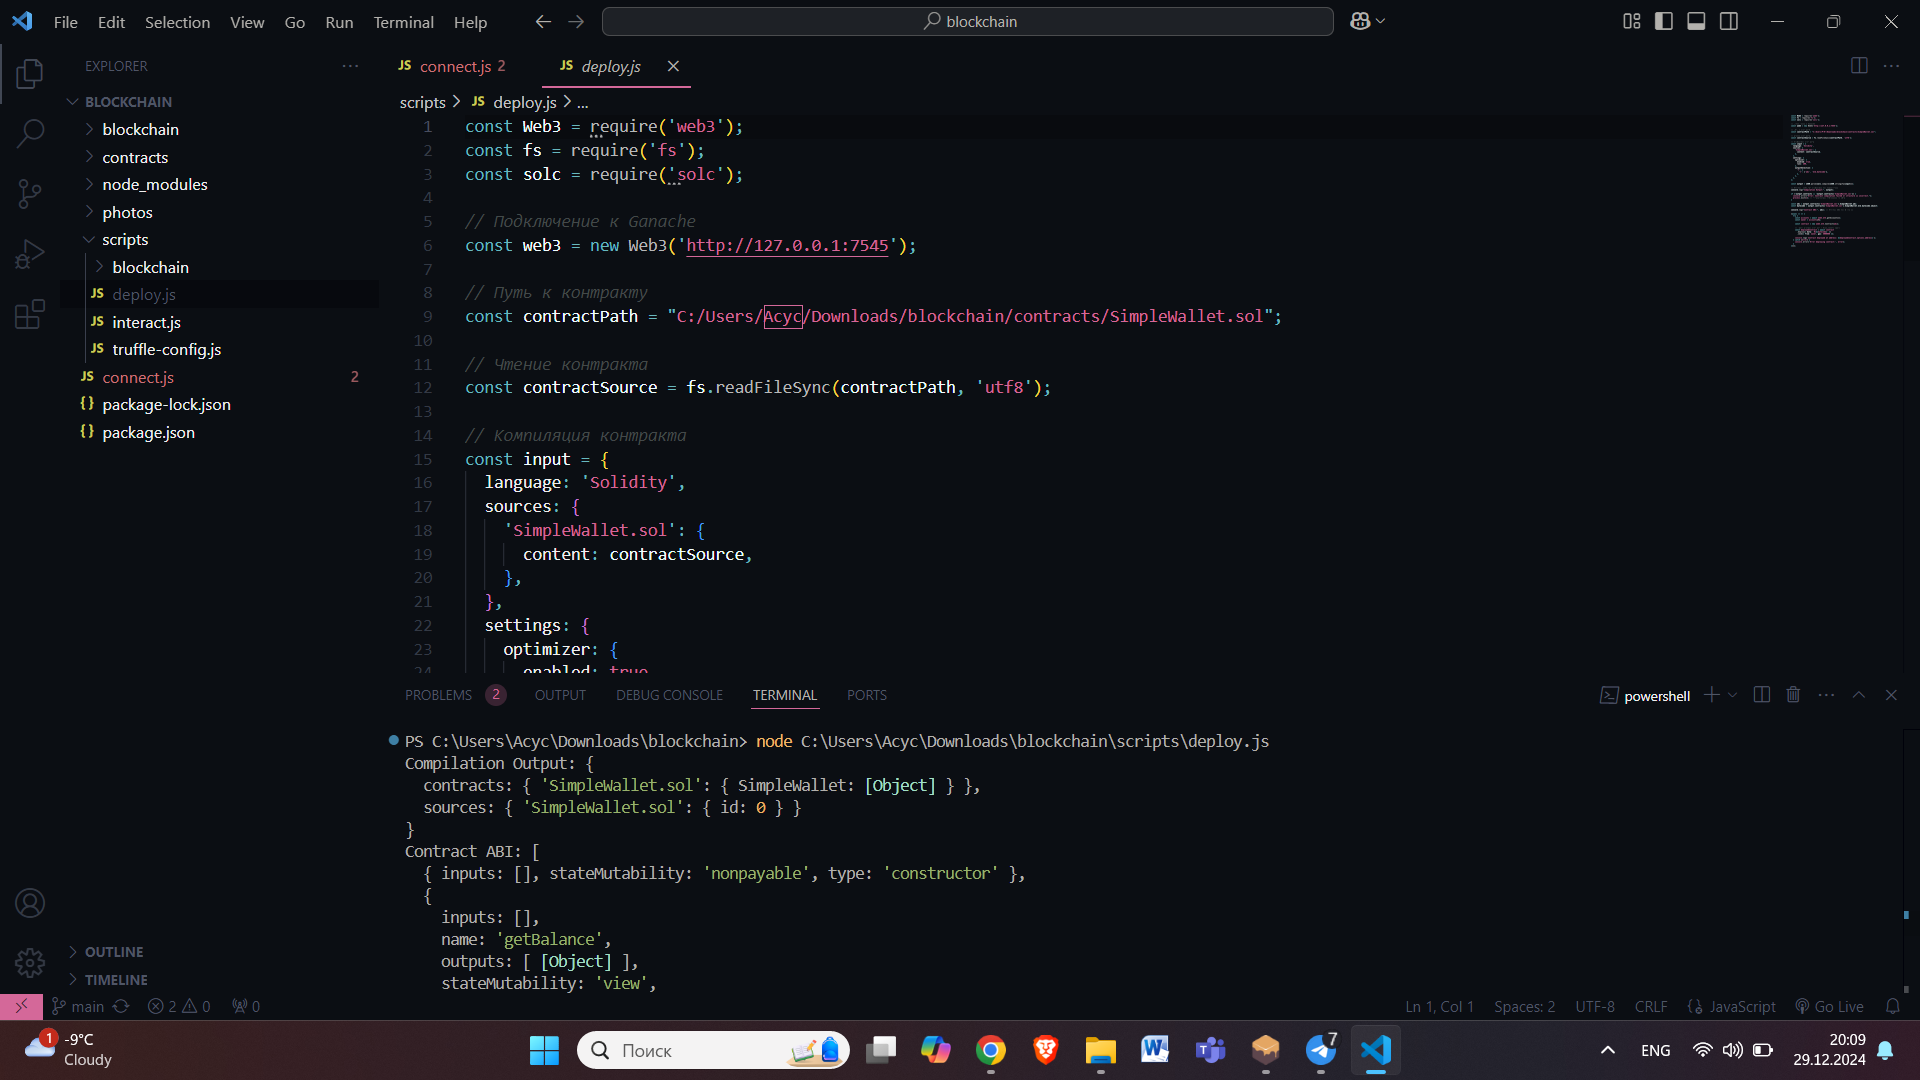 File Edit Selection View Go Run Terminal Help
blockchain
EXPLORER
connect.js 2
deploy.js
BLOCKCHAIN
blockchain
contracts
node_modules
photos
scripts
blockchain
JS deploy.js
JS interact.js
JS truffle-config.js
JS connect.js 2
{} package-lock.json
{} package.json
OUTLINE
TIMELINE
scripts > JS deploy.js > ...
1 const Web3 = require('web3');
2 const fs = require('fs');
3 const solc = require('solc');
4
5 // Подключение к Ganache
6 const web3 = new Web3('http://127.0.0.1:7545');
7
8 // Путь к контракту
9 const contractPath = "C:/Users/Acyc/Downloads/blockchain/contracts/SimpleWallet.sol";
10
11 // Чтение контракта
12 const contractSource = fs.readFileSync(contractPath, 'utf8');
13
14 // Компиляция контракта
15 const input = {
16 language: 'Solidity',
17 sources: {
18 'SimpleWallet.sol': {
19 content: contractSource,
20 },
21 },
22 settings: {
23 optimizer: {
24 enabled: true
PROBLEMS 2 OUTPUT DEBUG CONSOLE TERMINAL PORTS
powershell
PS C:\Users\Acyc\Downloads\blockchain> node C:\Users\Acyc\Downloads\blockchain\scripts\deploy.js
Compilation Output: {
contracts: { 'SimpleWallet.sol': { SimpleWallet: [Object] } },
sources: { 'SimpleWallet.sol': { id: 0 } }
}
Contract ABI: [
{ inputs: [], stateMutability: 'nonpayable', type: 'constructor' },
{
inputs: [],
name: 'getBalance',
outputs: [ [Object] ],
stateMutability: 'view',
main 2 0 0
Ln 1, Col 1 Spaces: 2 UTF-8 CRLF {} JavaScript Go Live
1 -9°C
Cloudy
Поиск
7
ENG
20:09
29.12.2024